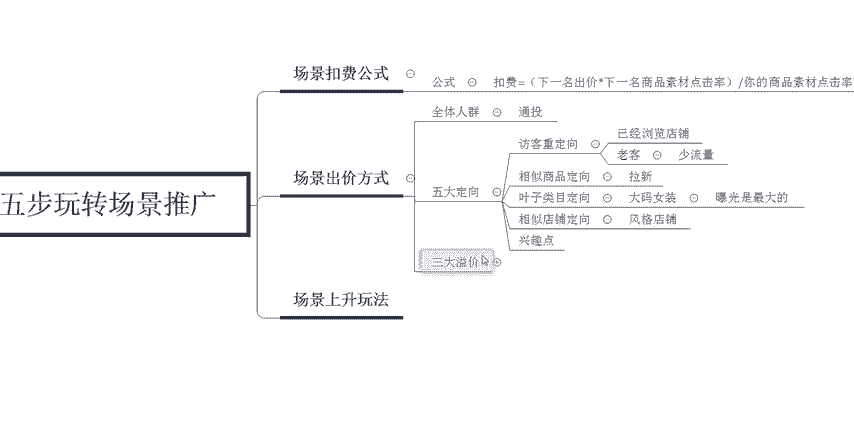 五步玩转场景推广
场景扣费公式
公式
扣费=（下一名出价*下一名商品素材点击率）/你的商品素材点击率
场景出价方式
全体人群
通投
五大定向
访客重定向
已经浏览店铺
老客
少流量
相似商品定向
拉新
叶子类目定向
大码女装
曝光是最大的
相似店铺定向
风格店铺
兴趣点
三大溢价
场景上升玩法